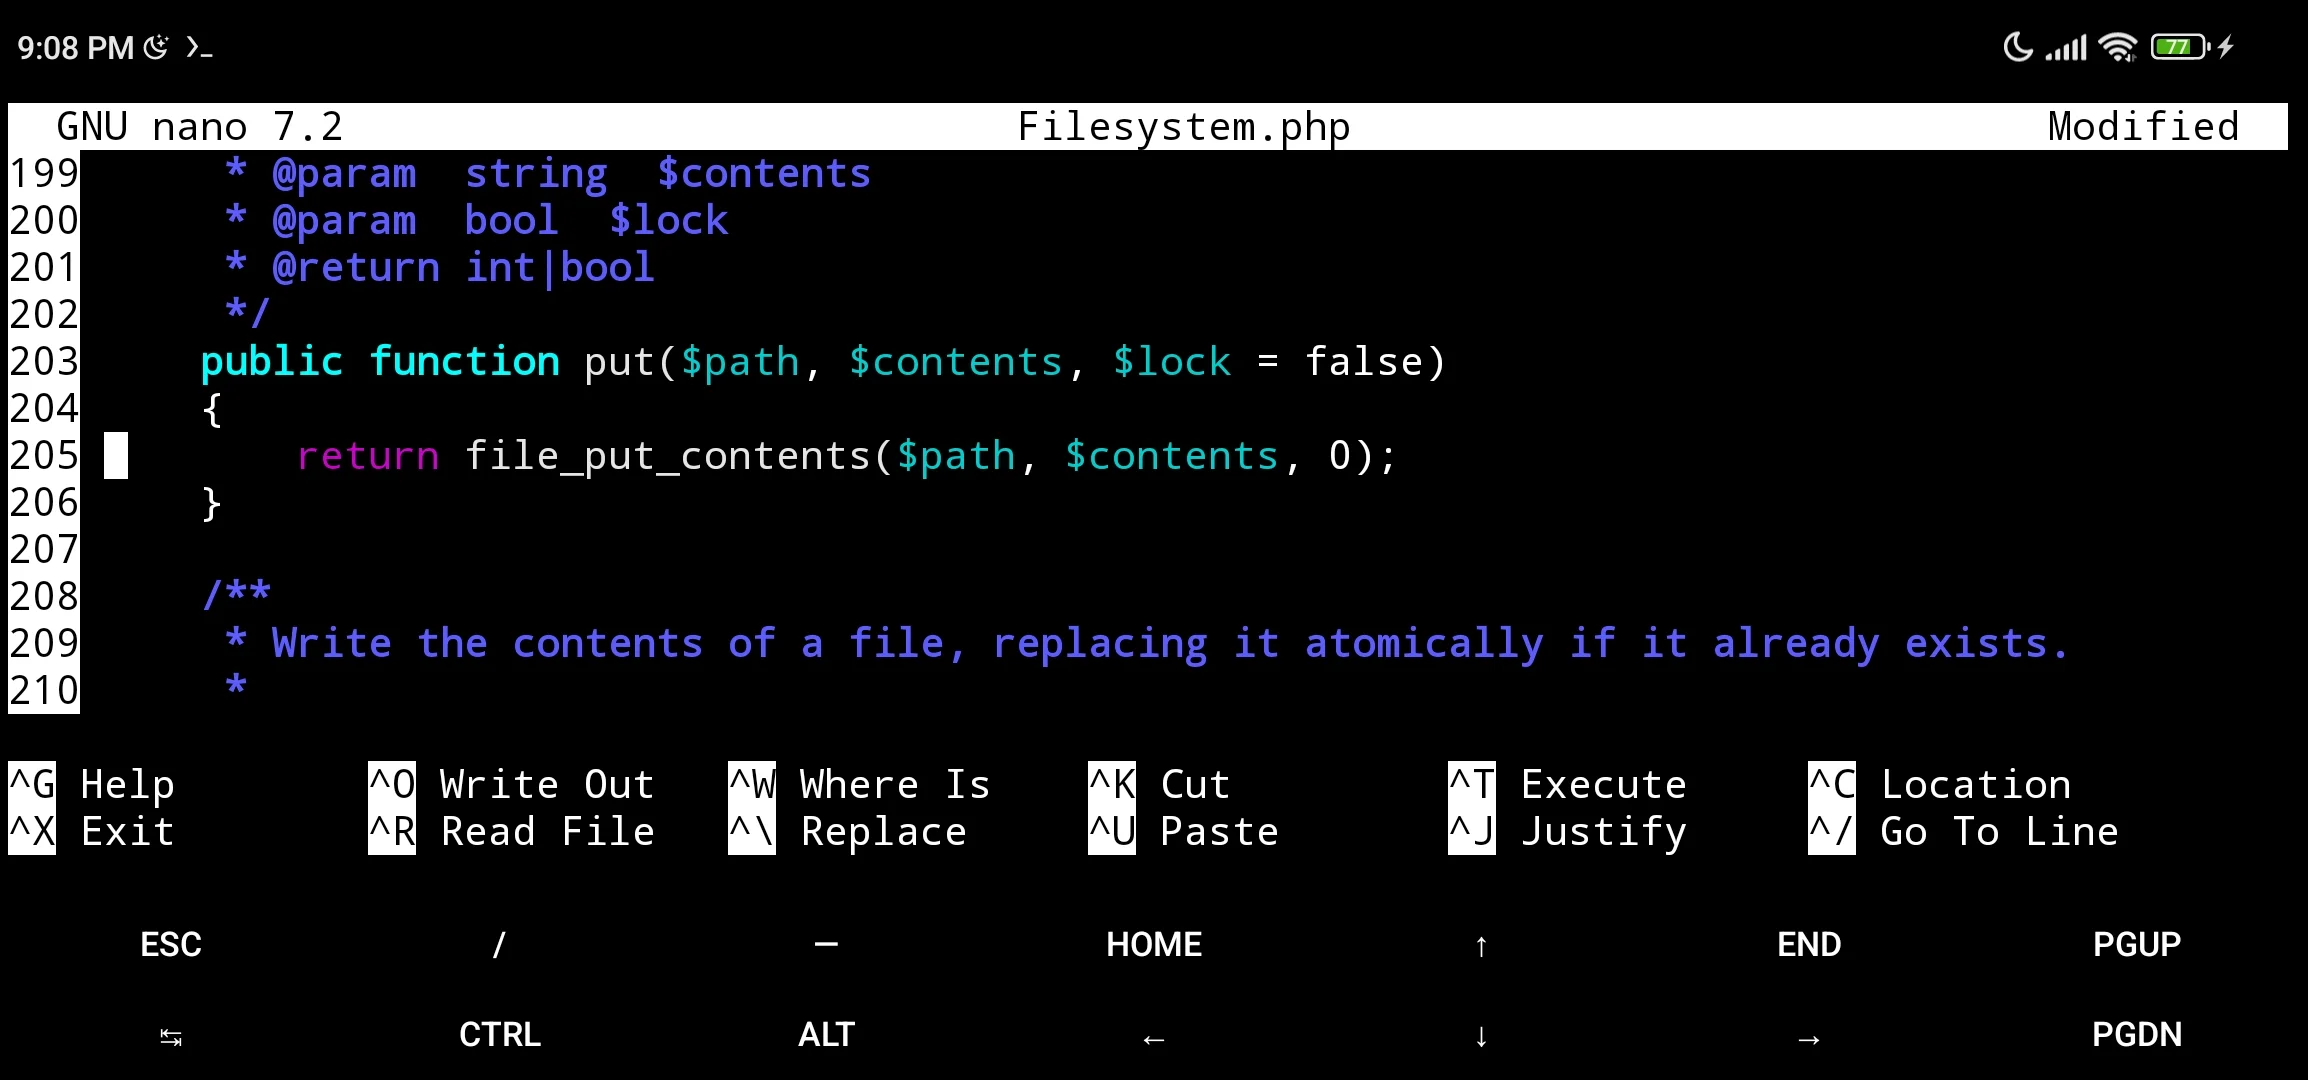 9:08 PM >_ 77
GNU nano 7.2 Filesystem.php Modified
199 * @param  string  $contents
200 * @param  bool  $lock
201 * @return int|bool
202 */
203 public function put($path, $contents, $lock = false)
204 {
205 return file_put_contents($path, $contents, 0);
206 }
207
208 /**
209 * Write the contents of a file, replacing it atomically if it already exists.
210 *
^G Help ^O Write Out ^W Where Is ^K Cut ^T Execute ^C Location
^X Exit ^R Read File ^\ Replace ^U Paste ^J Justify ^/ Go To Line
ESC / — HOME ↑ END PGUP
↹ CTRL ALT ← ↓ → PGDN